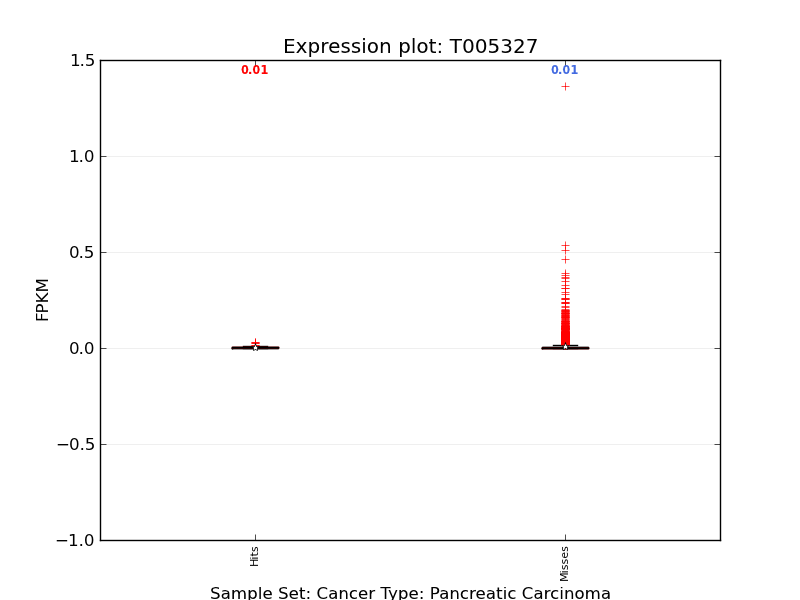 Expression plot: T005327
1.5
0.01
0.01
1.0
0.5
FPKM
0.0
−0.5
−1.0
Hits
Misses
Sample Set: Cancer Type: Pancreatic Carcinoma